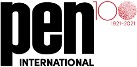 pen
100
1921-2021
INTERNATIONAL